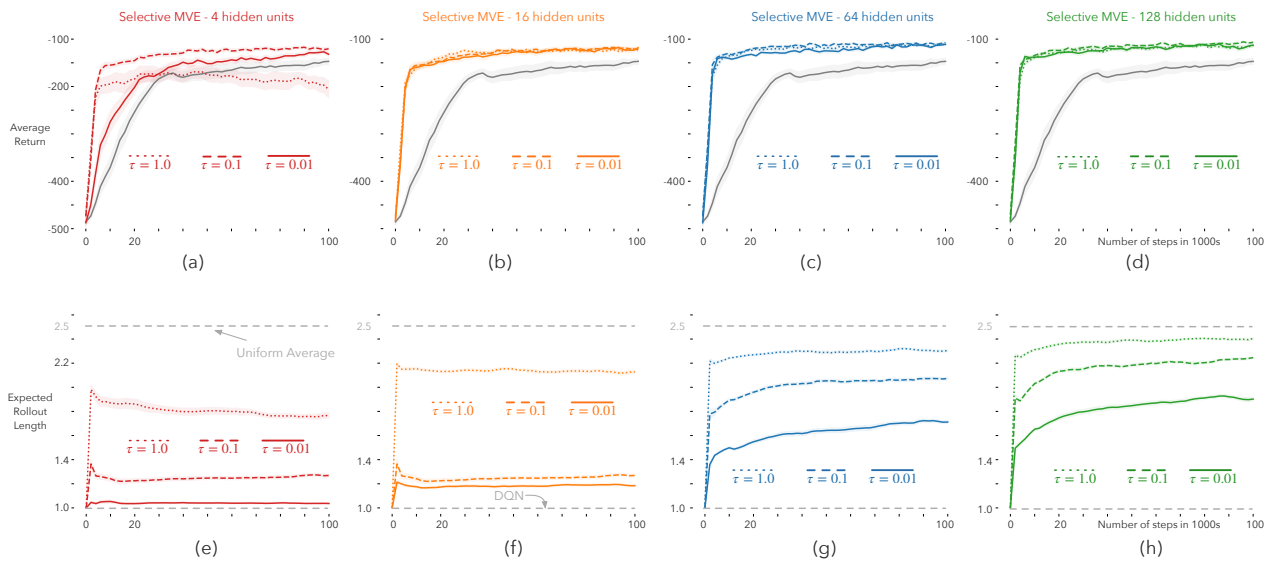 Selective MVE - 4 hidden units
Selective MVE - 16 hidden units
Selective MVE - 64 hidden units
Selective MVE - 128 hidden units
-100
-200
-400
-500
Average
Return
τ = 1.0
τ = 0.1
τ = 0.01
0
20
100
(a)
-100
-400
τ = 1.0
τ = 0.1
τ = 0.01
0
20
100
(b)
-100
-400
τ = 1.0
τ = 0.1
τ = 0.01
0
20
100
(c)
-100
-400
τ = 1.0
τ = 0.1
τ = 0.01
0
20
Number of steps in 1000s
100
(d)
2.5
2.2
1.4
1.0
Expected
Rollout
Length
Uniform Average
τ = 1.0
τ = 0.1
τ = 0.01
0
20
100
(e)
2.5
1.4
1.0
τ = 1.0
τ = 0.1
τ = 0.01
DQN
0
20
100
(f)
2.5
1.4
1.0
τ = 1.0
τ = 0.1
τ = 0.01
0
20
100
(g)
2.5
1.4
1.0
τ = 1.0
τ = 0.1
τ = 0.01
0
20
Number of steps in 1000s
100
(h)